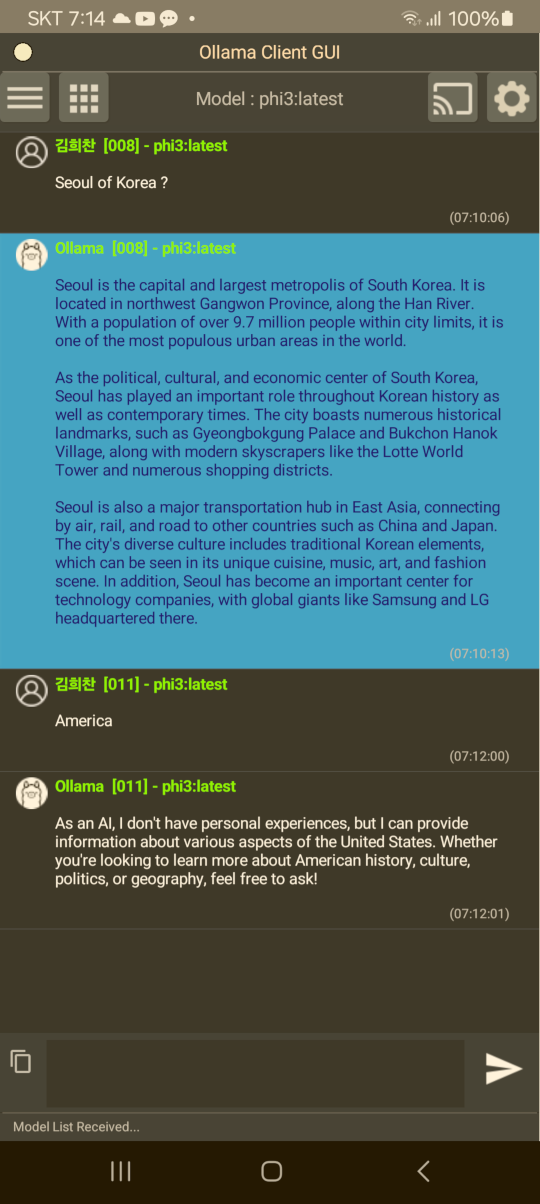 SKT 7:14 100%
Ollama Client GUI
Model : phi3:latest
김희찬 [008] - phi3:latest
Seoul of Korea ?
(07:10:06)
Ollama [008] - phi3:latest
Seoul is the capital and largest metropolis of South Korea. It is
located in northwest Gangwon Province, along the Han River.
With a population of over 9.7 million people within city limits, it is
one of the most populous urban areas in the world.
As the political, cultural, and economic center of South Korea,
Seoul has played an important role throughout Korean history as
well as contemporary times. The city boasts numerous historical
landmarks, such as Gyeongbokgung Palace and Bukchon Hanok
Village, along with modern skyscrapers like the Lotte World
Tower and numerous shopping districts.
Seoul is also a major transportation hub in East Asia, connecting
by air, rail, and road to other countries such as China and Japan.
The city's diverse culture includes traditional Korean elements,
which can be seen in its unique cuisine, music, art, and fashion
scene. In addition, Seoul has become an important center for
technology companies, with global giants like Samsung and LG
headquartered there.
(07:10:13)
김희찬 [011] - phi3:latest
America
(07:12:00)
Ollama [011] - phi3:latest
As an AI, I don't have personal experiences, but I can provide
information about various aspects of the United States. Whether
you're looking to learn more about American history, culture,
politics, or geography, feel free to ask!
(07:12:01)
Model List Received...